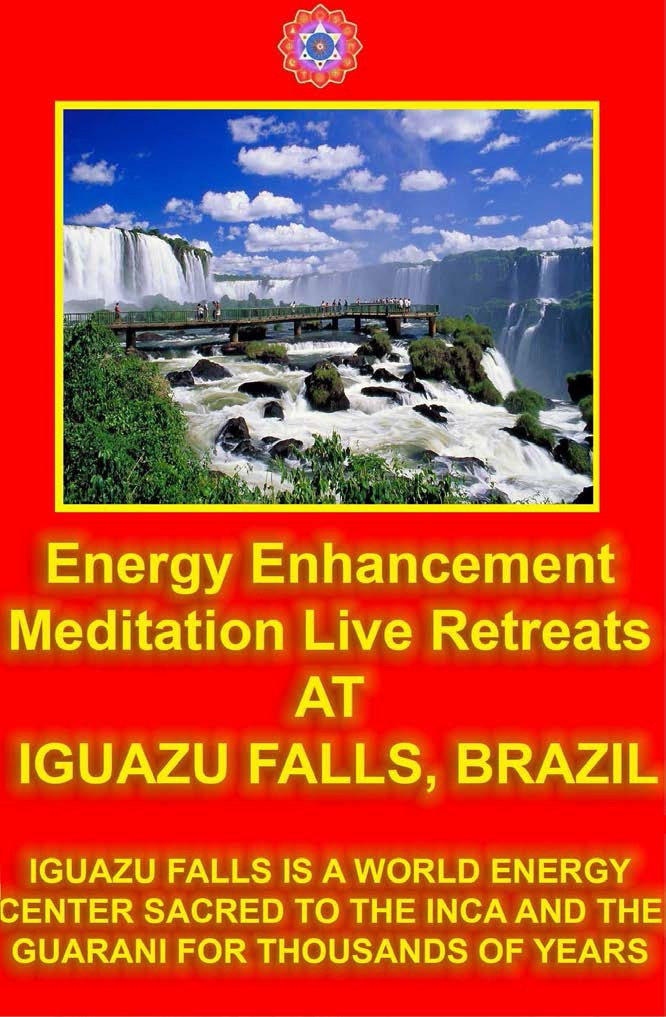 Energy Enhancement
Meditation Live Retreats
AT
IGUAZU FALLS, BRAZIL
IGUAZU FALLS IS A WORLD ENERGY
CENTER SACRED TO THE INCA AND THE
GUARANI FOR THOUSANDS OF YEARS